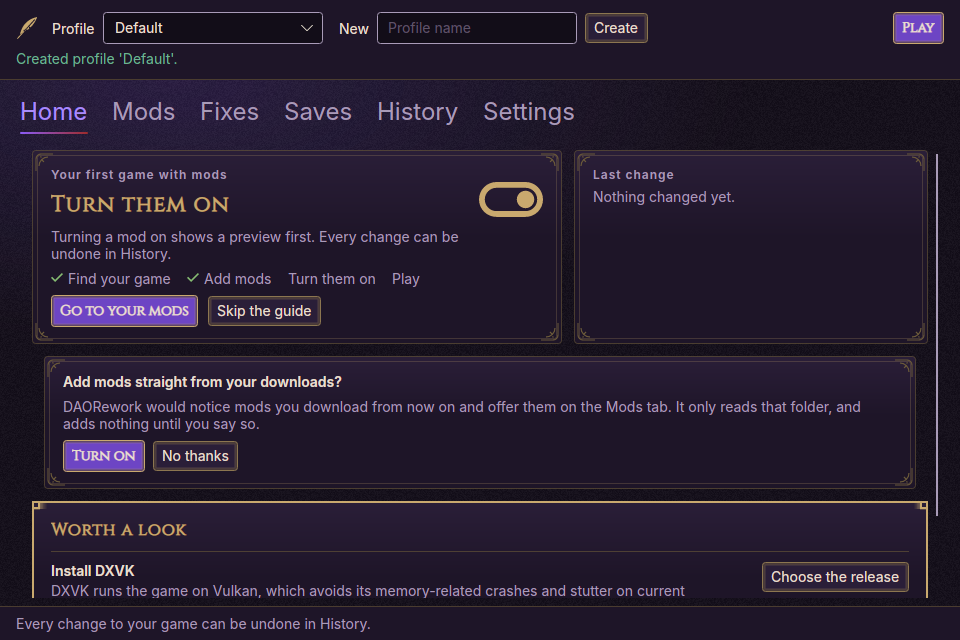 Profile Default New Profile name Create PLAY
Created profile 'Default'.
Home Mods Fixes Saves History Settings
Your first game with mods
TURN THEM ON
Turning a mod on shows a preview first. Every change can be
undone in History.
Find your game Add mods Turn them on Play
GO TO YOUR MODS Skip the guide
Last change
Nothing changed yet.
Add mods straight from your downloads?
DAORework would notice mods you download from now on and offer them on the Mods tab. It only reads that folder, and
adds nothing until you say so.
TURN ON No thanks
WORTH A LOOK
Install DXVK
DXVK runs the game on Vulkan, which avoids its memory-related crashes and stutter on current
Choose the release
Every change to your game can be undone in History.